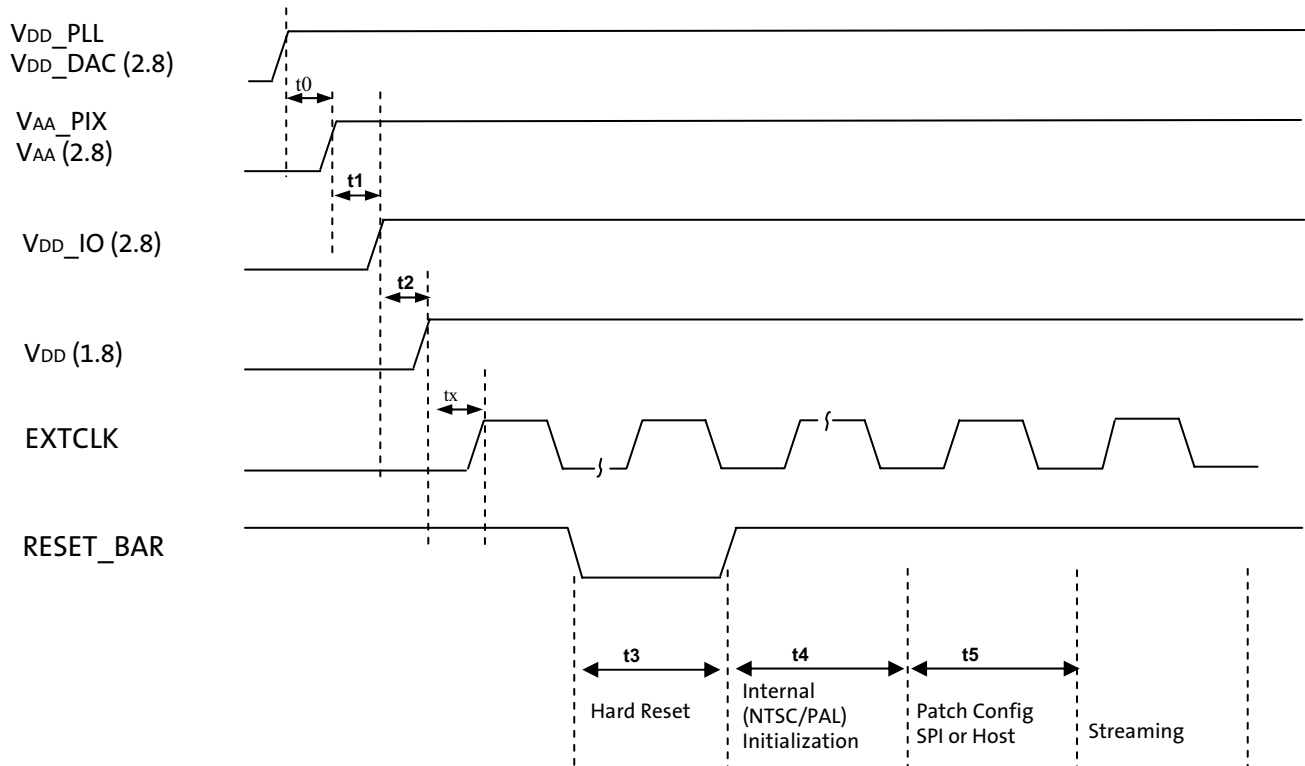 VDD_PLL
VDD_DAC (2.8)
t0
VAA_PIX
VAA (2.8)
t1
VDD_IO (2.8)
t2
VDD (1.8)
tx
EXTCLK
RESET_BAR
t3
t4
t5
Hard Reset
Internal
(NTSC/PAL)
Initialization
Patch Config
SPI or Host
Streaming